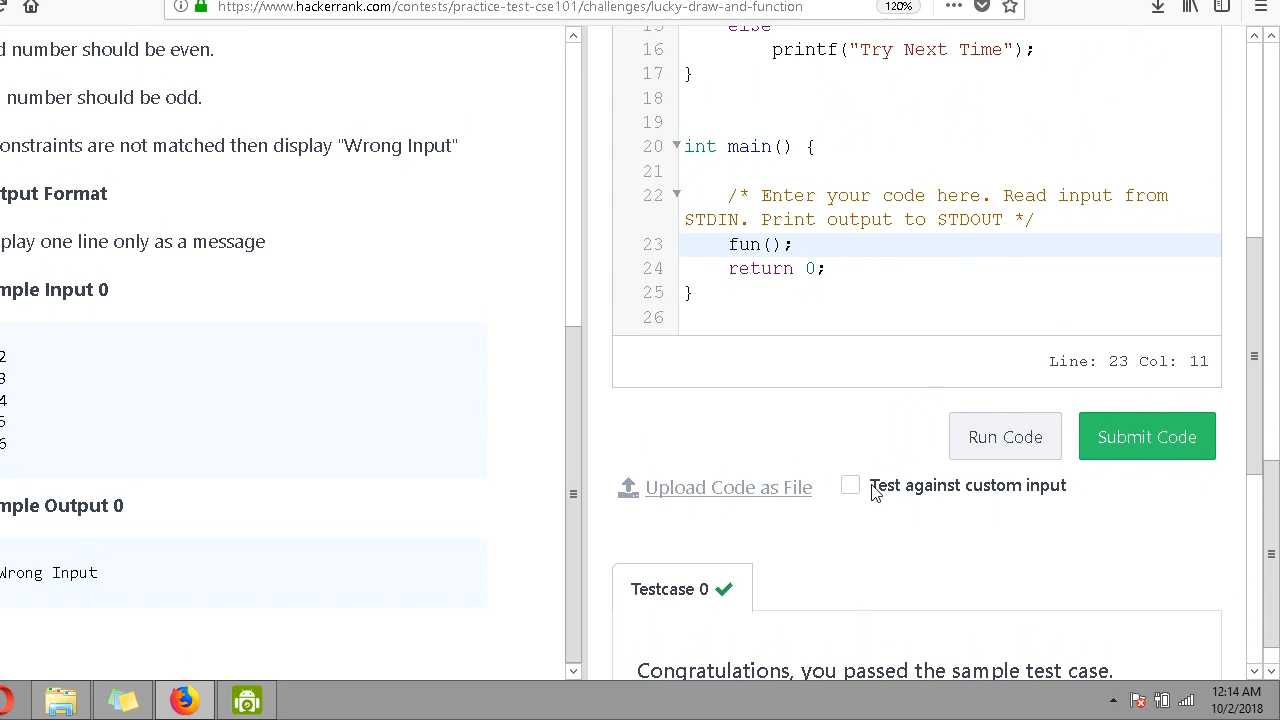 https://www.hackerrank.com/contests/practice-test-cse101/challenges/lucky-draw-and-function
120%
d number should be even.
number should be odd.
onstraints are not matched then display "Wrong Input"
tput Format
play one line only as a message
mple Input 0
2
3
4
5
6
mple Output 0
Wrong Input
15 else
16 printf("Try Next Time");
17 }
18
19
20 int main() {
21
22 /* Enter your code here. Read input from
STDIN. Print output to STDOUT */
23 fun();
24 return 0;
25 }
26
Line: 23 Col: 11
Run Code
Submit Code
Upload Code as File
Test against custom input
Testcase 0
Congratulations, you passed the sample test case.
12:14 AM
10/2/2018